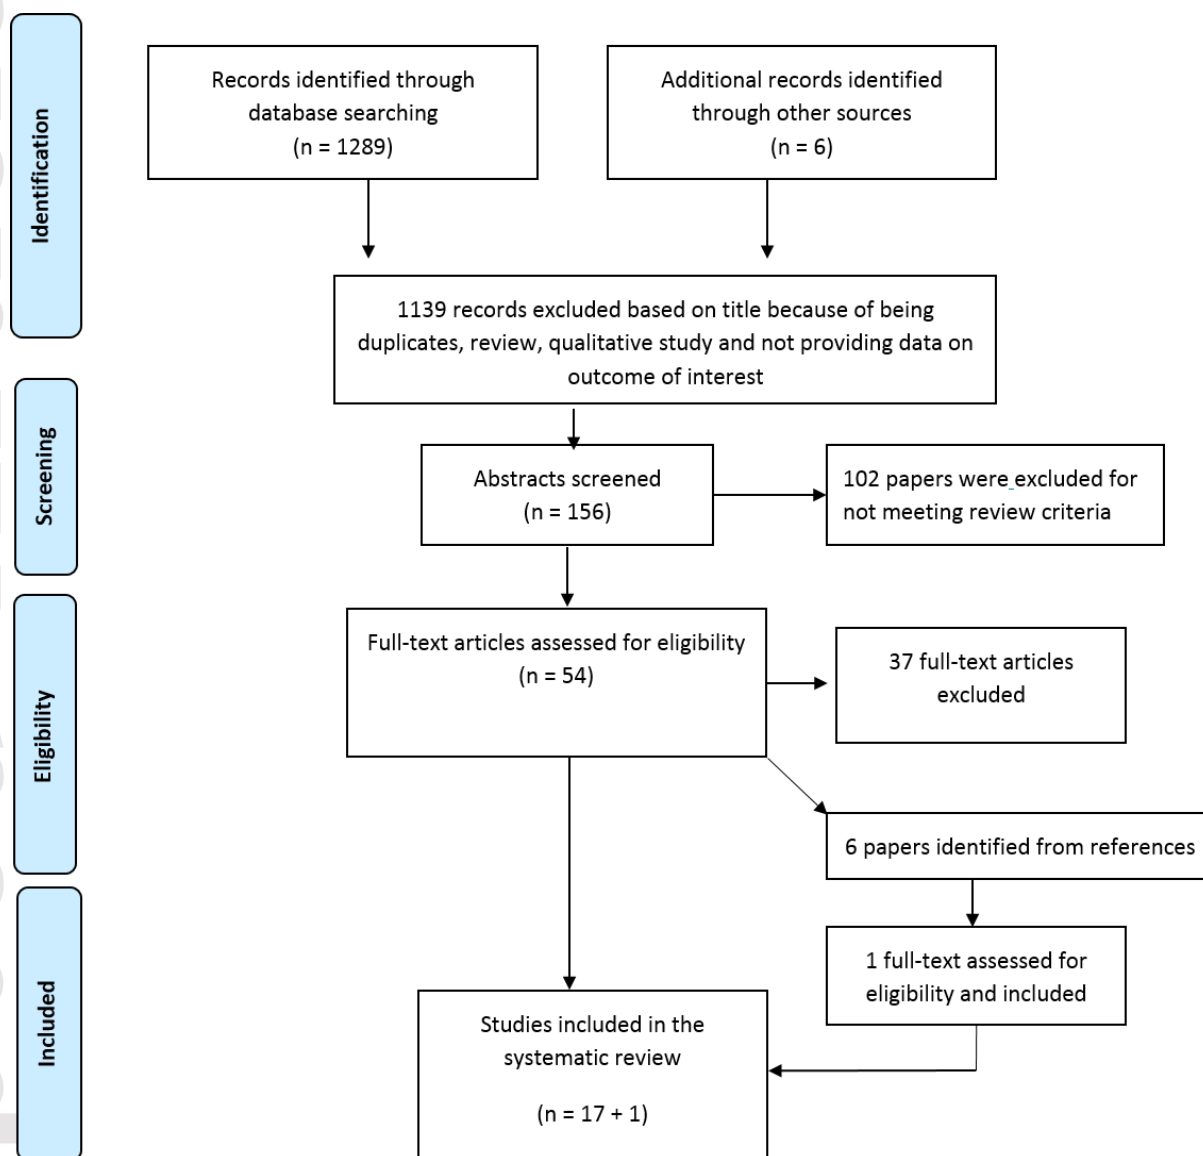 Identification
Records identified through
database searching
(n = 1289)
Additional records identified
through other sources
(n = 6)
1139 records excluded based on title because of being
duplicates, review, qualitative study and not providing data on
outcome of interest
Screening
Abstracts screened
(n = 156)
102 papers were excluded for
not meeting review criteria
Eligibility
Full-text articles assessed for eligibility
(n = 54)
37 full-text articles
excluded
6 papers identified from references
1 full-text assessed for
eligibility and included
Included
Studies included in the
systematic review
(n = 17 + 1)